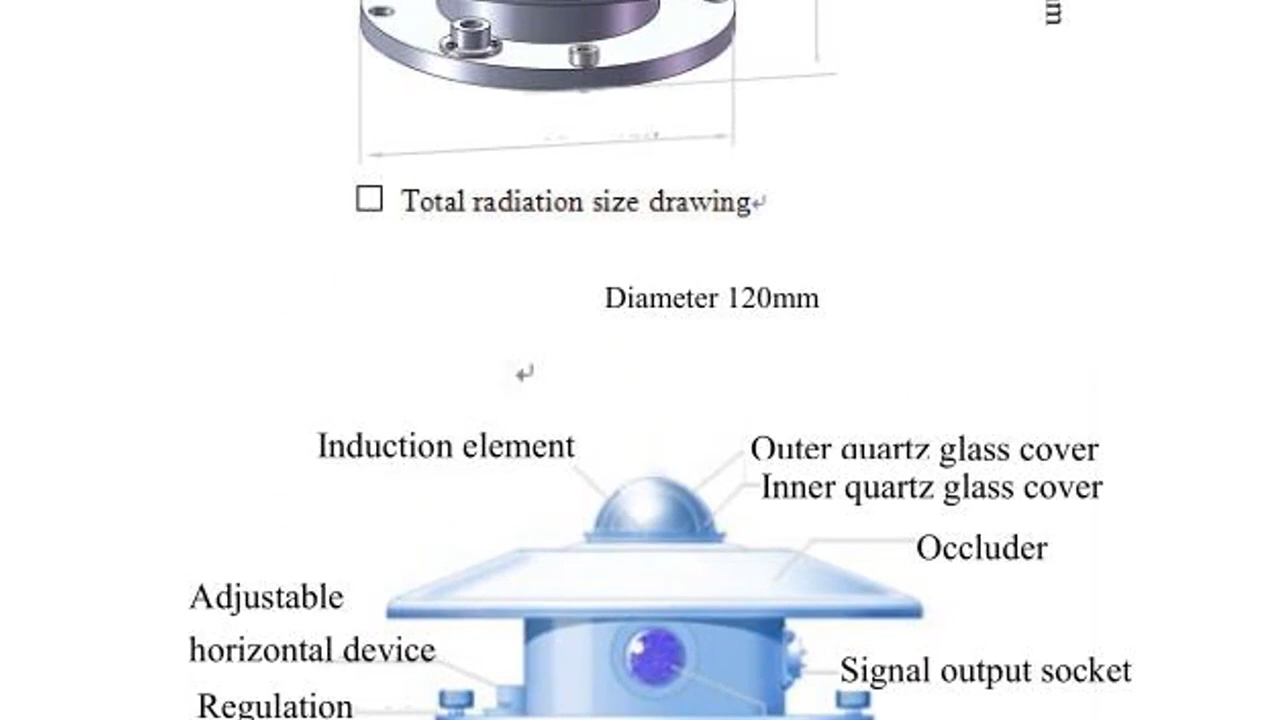 um
☐ Total radiation size drawing↵
Diameter 120mm
↵
Induction element
Outer quartz glass cover
Inner quartz glass cover
Occluder
Adjustable
horizontal device
Signal output socket
Regulation